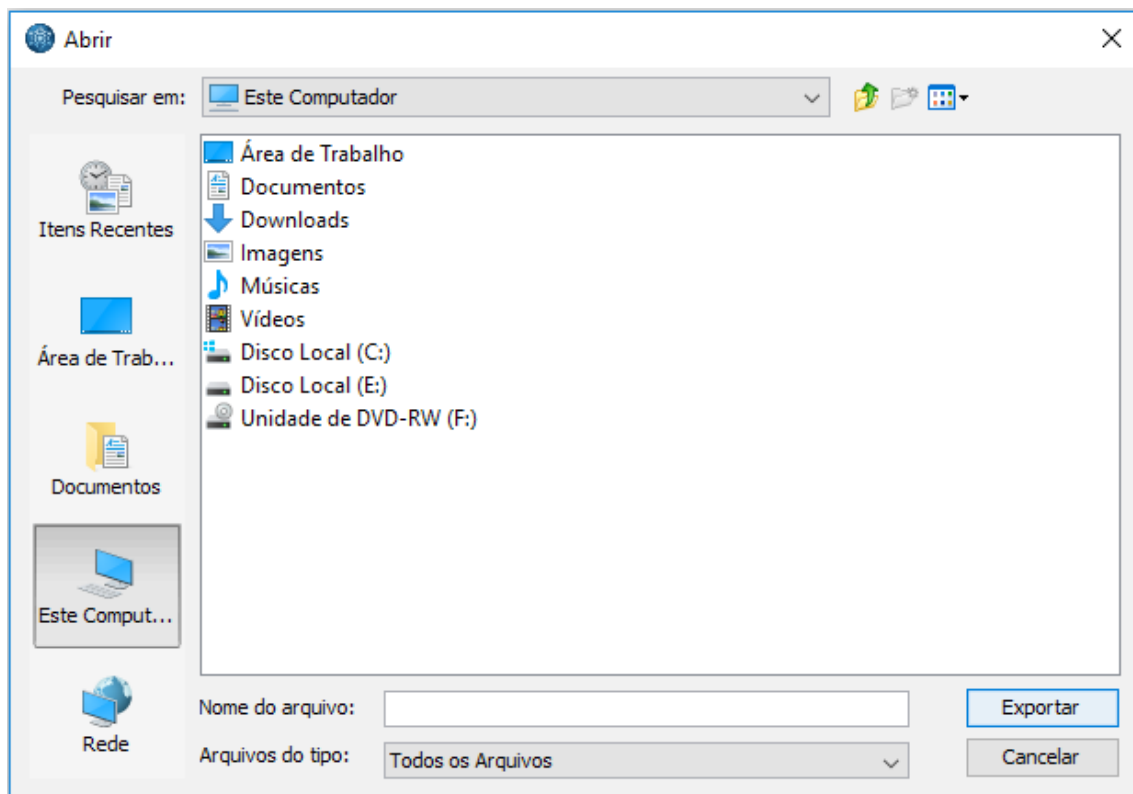 Abrir
Pesquisar em: Este Computador
Itens Recentes
Área de Trab...
Documentos
Este Comput...
Rede
Área de Trabalho
Documentos
Downloads
Imagens
Músicas
Vídeos
Disco Local (C:)
Disco Local (E:)
Unidade de DVD-RW (F:)
Nome do arquivo:
Exportar
Arquivos do tipo: Todos os Arquivos
Cancelar